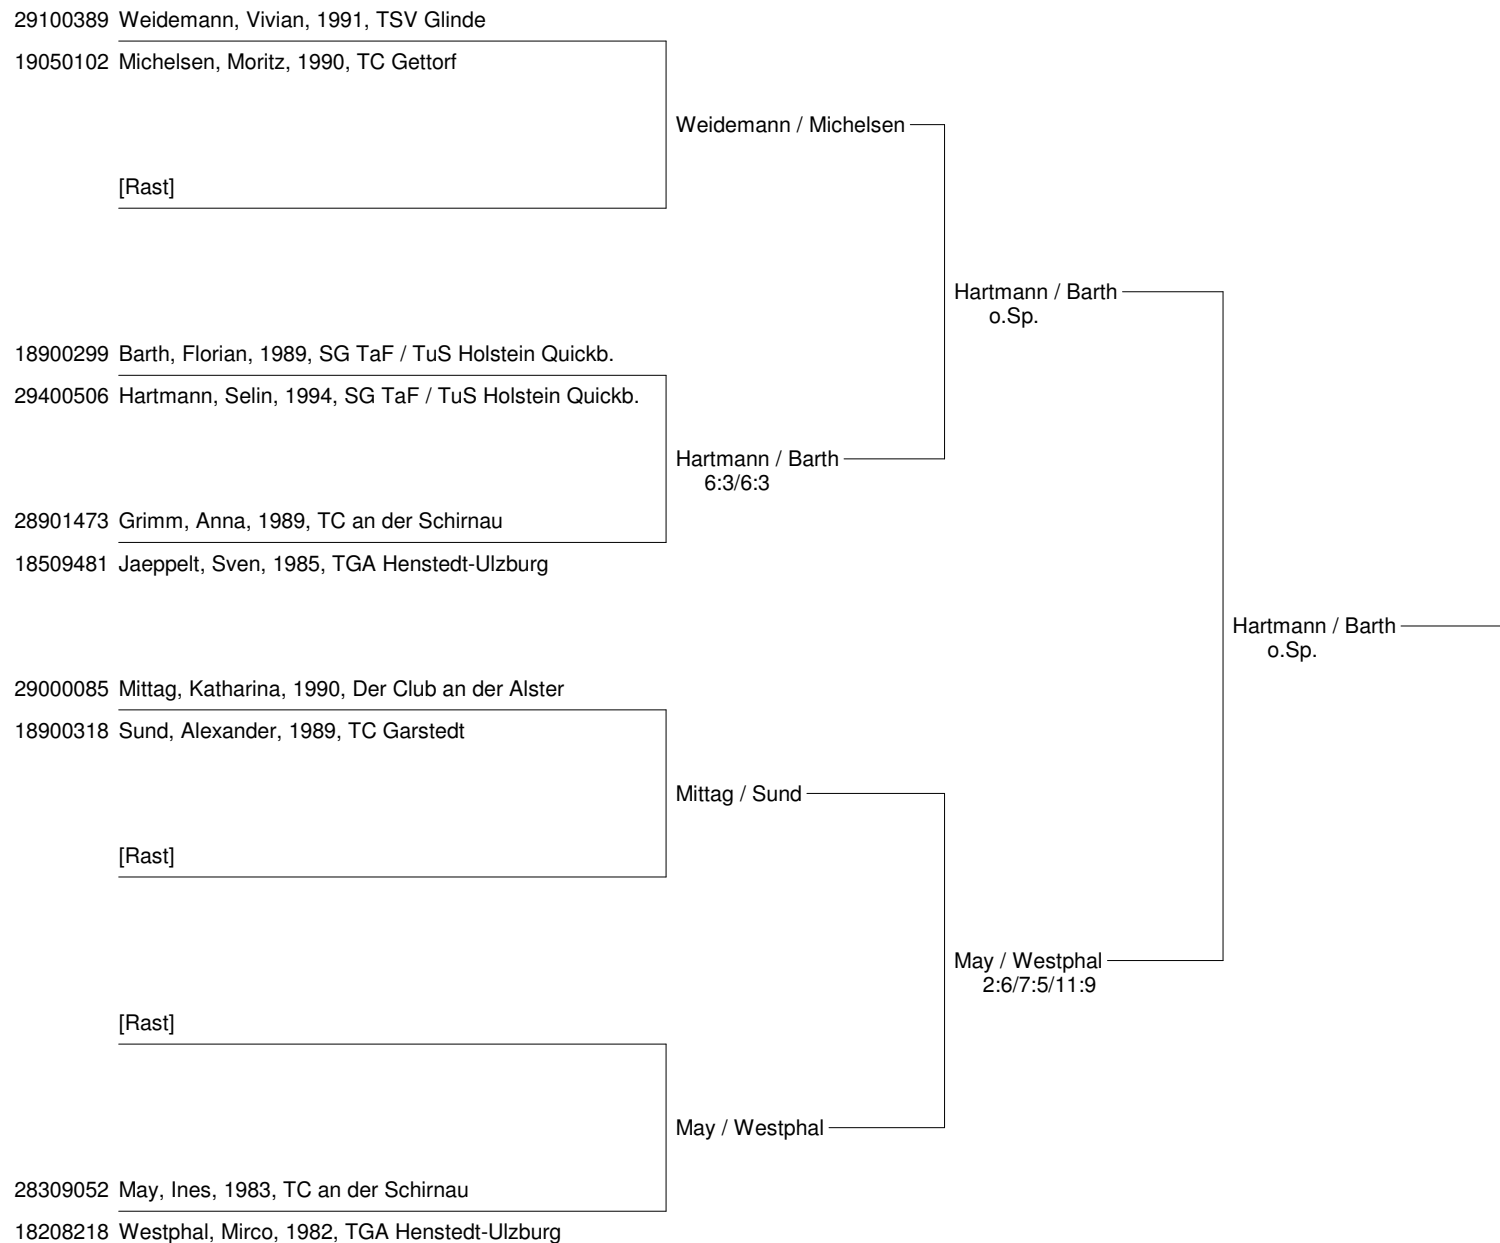 29100389 Weidemann, Vivian, 1991, TSV Glinde
19050102 Michelsen, Moritz, 1990, TC Gettorf
Weidemann / Michelsen
[Rast]
Hartmann / Barth
o.Sp.
18900299 Barth, Florian, 1989, SG TaF / TuS Holstein Quickb.
29400506 Hartmann, Selin, 1994, SG TaF / TuS Holstein Quickb.
Hartmann / Barth
6:3/6:3
28901473 Grimm, Anna, 1989, TC an der Schirnau
18509481 Jaeppelt, Sven, 1985, TGA Henstedt-Ulzburg
Hartmann / Barth
o.Sp.
29000085 Mittag, Katharina, 1990, Der Club an der Alster
18900318 Sund, Alexander, 1989, TC Garstedt
Mittag / Sund
[Rast]
May / Westphal
2:6/7:5/11:9
[Rast]
May / Westphal
28309052 May, Ines, 1983, TC an der Schirnau
18208218 Westphal, Mirco, 1982, TGA Henstedt-Ulzburg